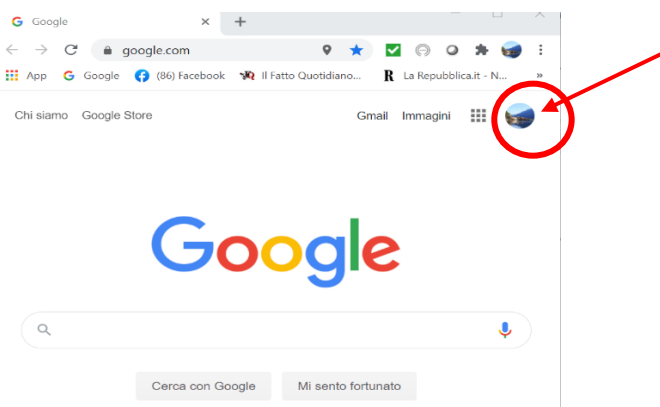 Google
google.com
App Google (86) Facebook Il Fatto Quotidiano... R La Repubblica.it - N... »
Chi siamo Google Store Gmail Immagini
Google
Cerca con Google Mi sento fortunato